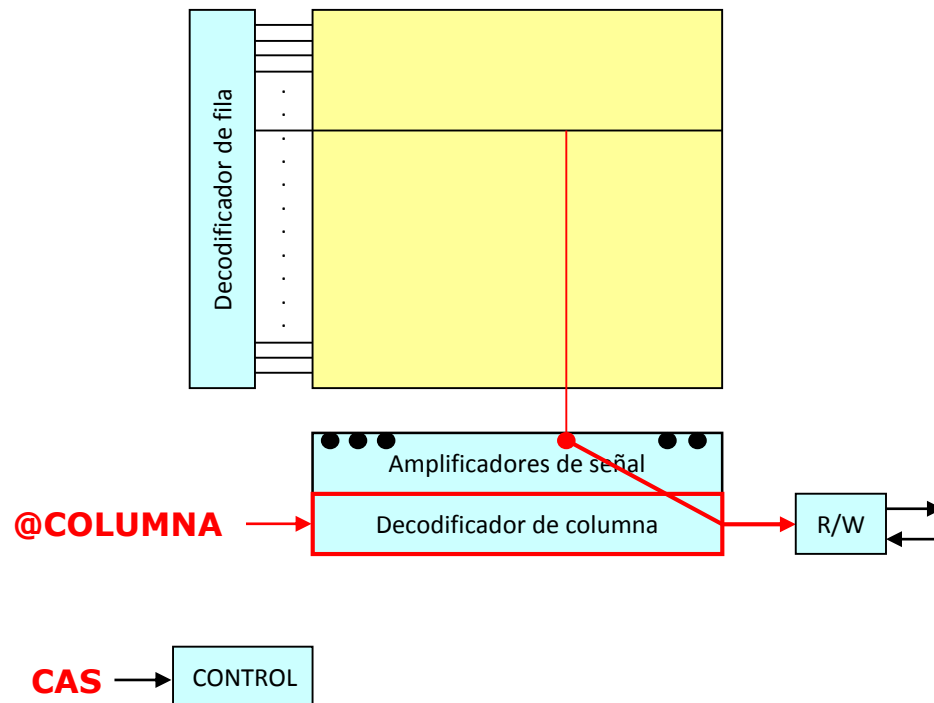 Decodificador de fila
Amplificadores de señal
@COLUMNA
Decodificador de columna
R/W
CAS
CONTROL